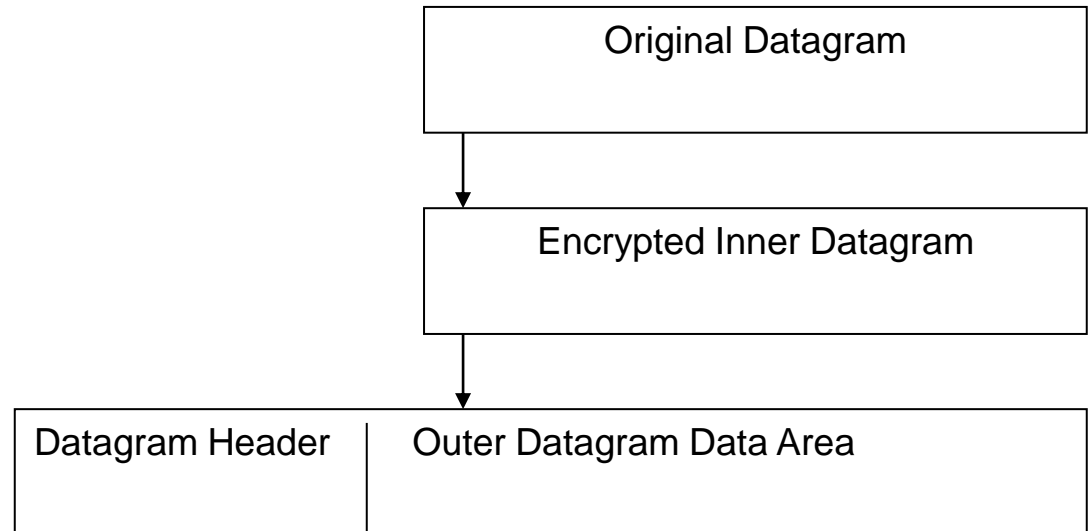 Original Datagram
Encrypted Inner Datagram
Datagram Header
Outer Datagram Data Area